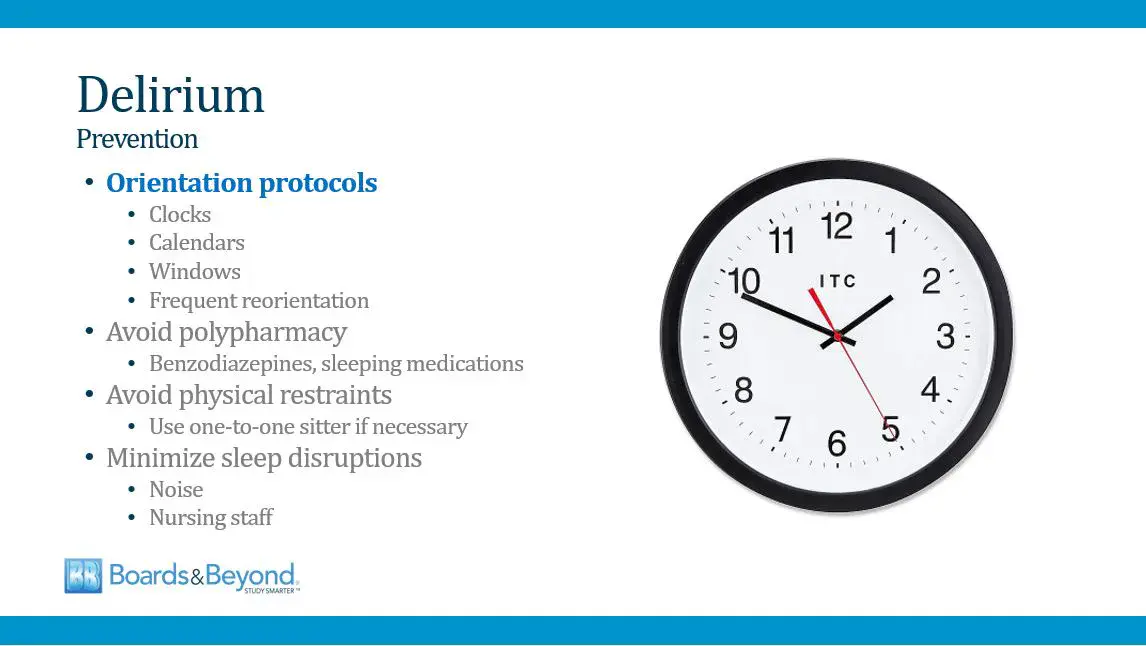 Delirium
Prevention
• Orientation protocols
• Clocks
• Calendars
• Windows
• Frequent reorientation
• Avoid polypharmacy
• Benzodiazepines, sleeping medications
• Avoid physical restraints
• Use one-to-one sitter if necessary
• Minimize sleep disruptions
• Noise
• Nursing staff
BB Boards&Beyond®
STUDY SMARTER™
12
11 1
10 ITC 2
9 3
8 4
7 5
6